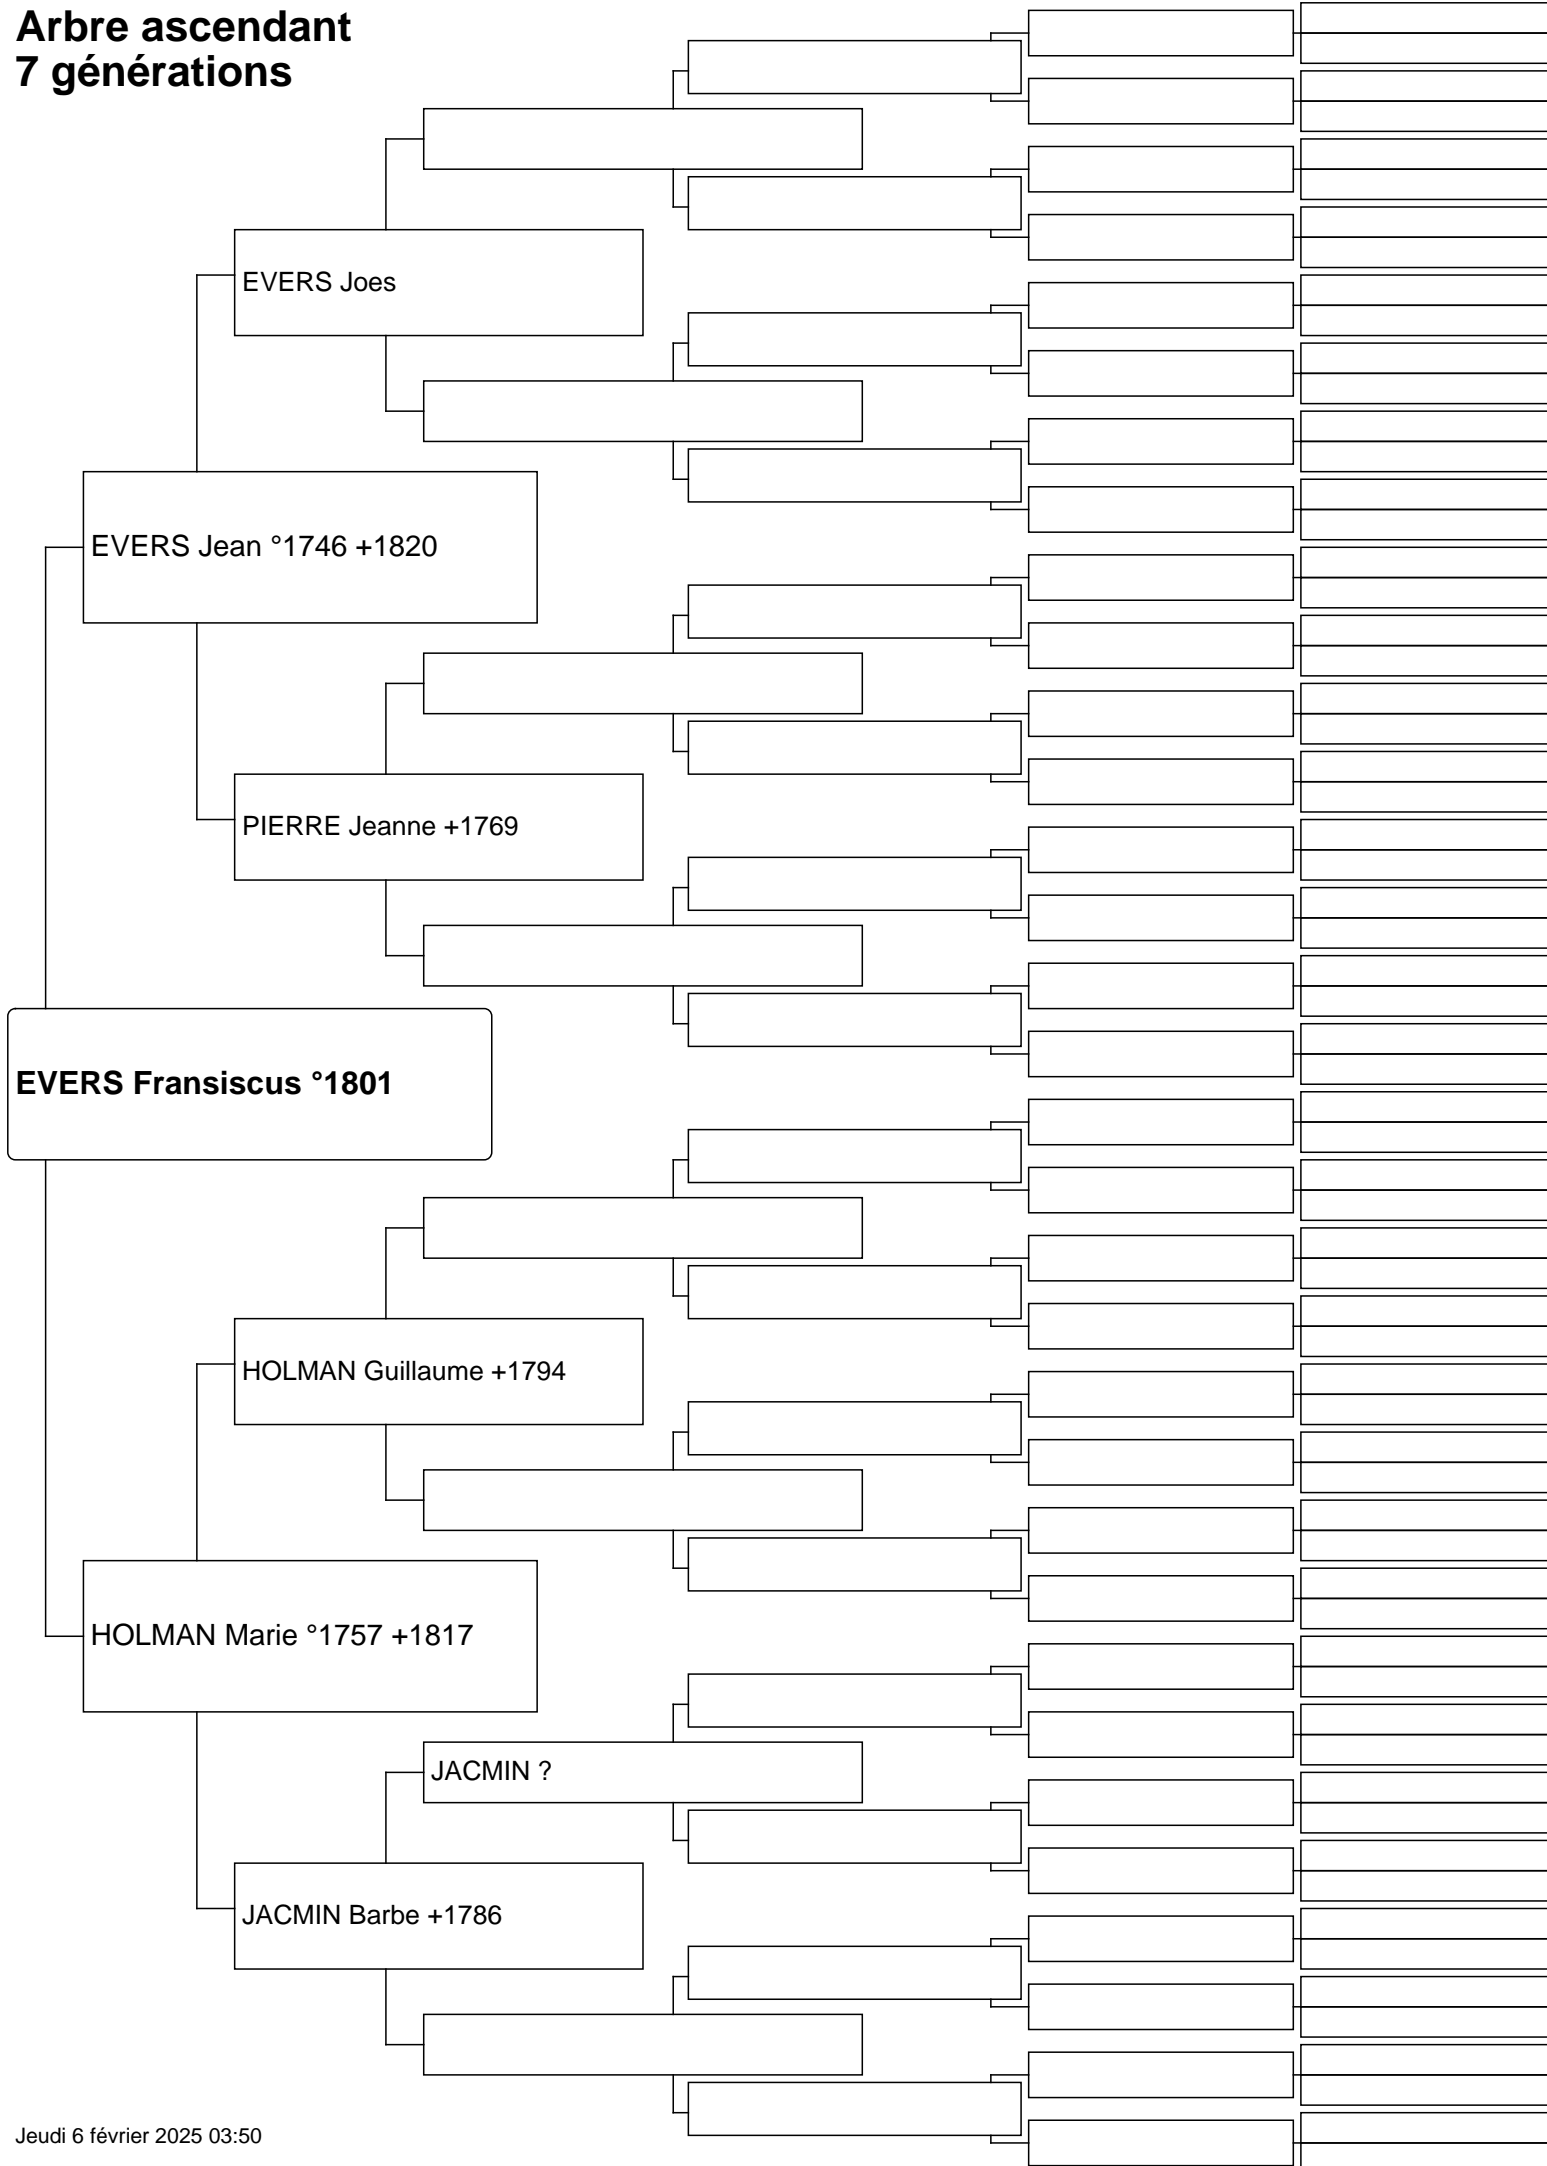 Arbre ascendant
7 générations
EVERS Joes
EVERS Jean °1746 +1820
PIERRE Jeanne +1769
EVERS Fransiscus °1801
HOLMAN Guillaume +1794
HOLMAN Marie °1757 +1817
JACMIN ?
JACMIN Barbe +1786
Jeudi 6 février 2025 03:50